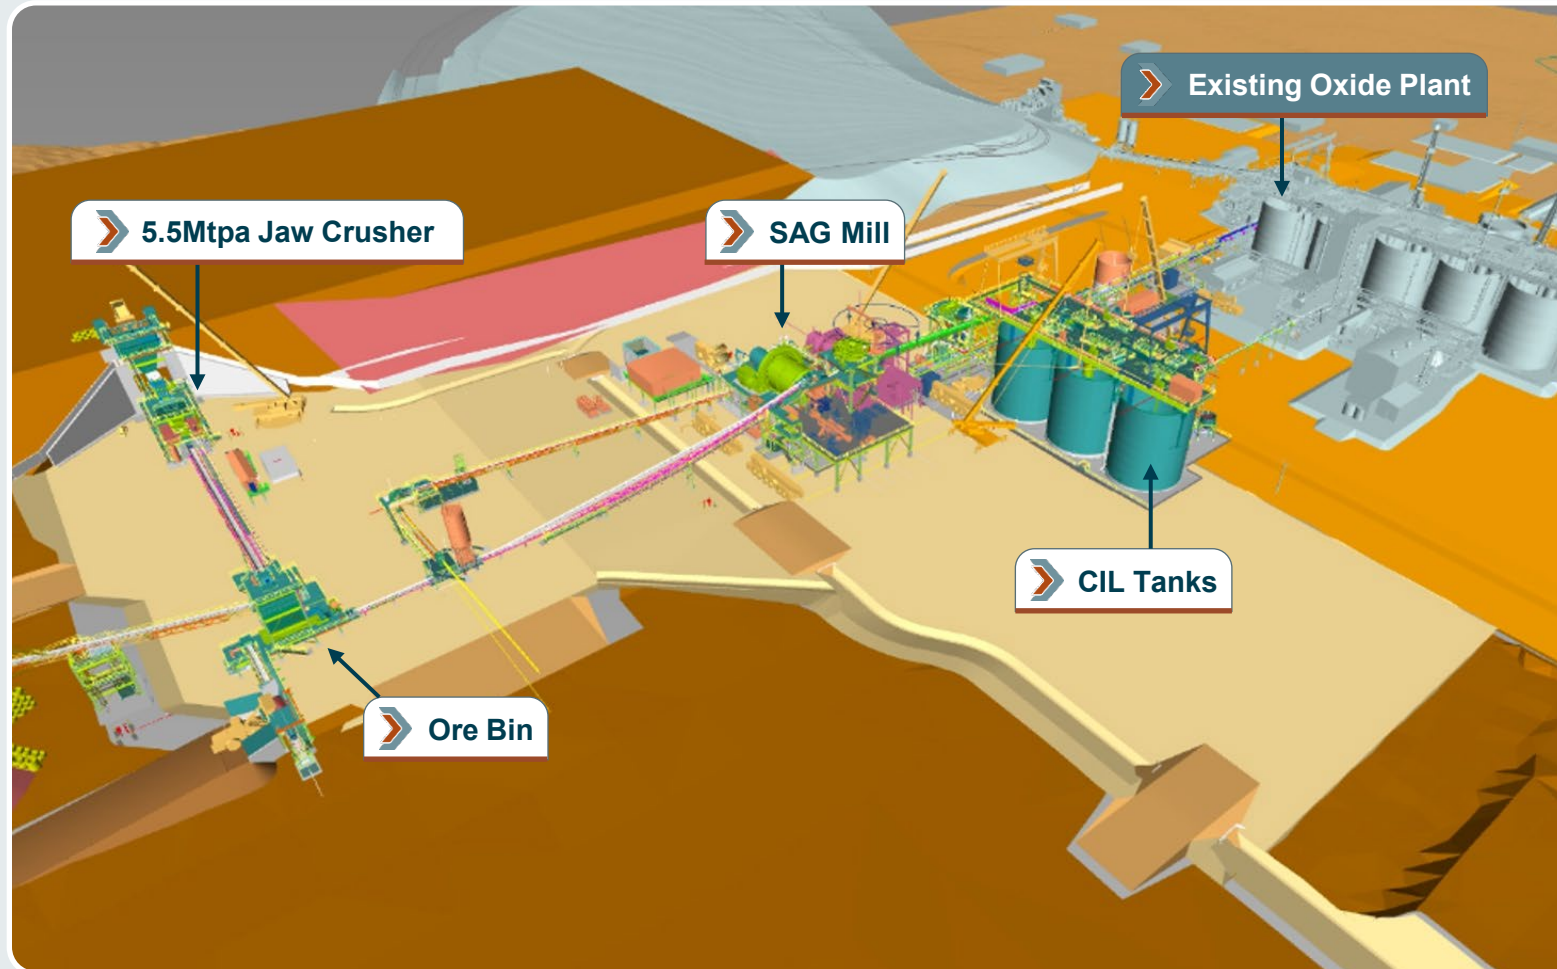 Existing Oxide Plant
5.5Mtpa Jaw Crusher
SAG Mill
CIL Tanks
Ore Bin